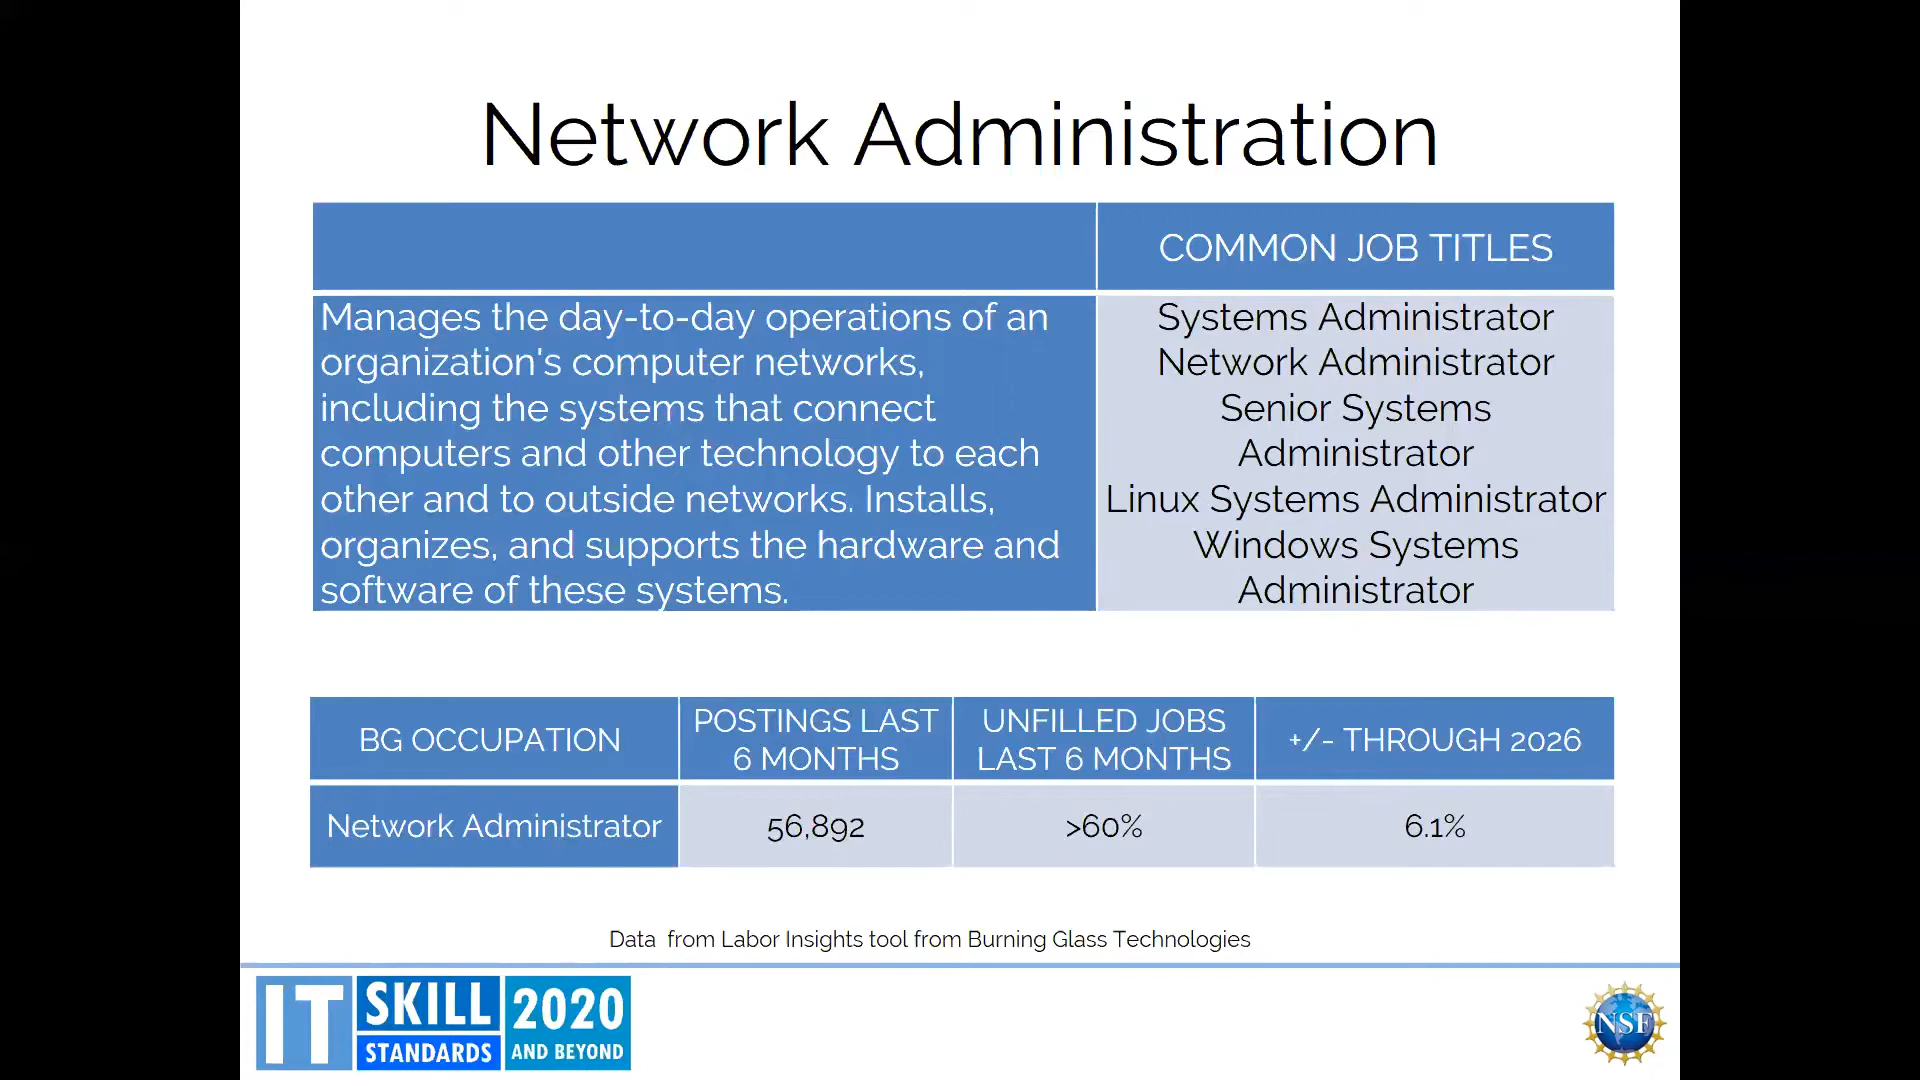 Network Administration
COMMON JOB TITLES
Manages the day-to-day operations of an
organization's computer networks,
including the systems that connect
computers and other technology to each
other and to outside networks. Installs,
organizes, and supports the hardware and
software of these systems.
Systems Administrator
Network Administrator
Senior Systems
Administrator
Linux Systems Administrator
Windows Systems
Administrator
BG OCCUPATION
POSTINGS LAST
6 MONTHS
UNFILLED JOBS
LAST 6 MONTHS
+/- THROUGH 2026
Network Administrator
56,892
>60%
6.1%
Data from Labor Insights tool from Burning Glass Technologies
IT
SKILL
STANDARDS
2020
AND BEYOND
NSF